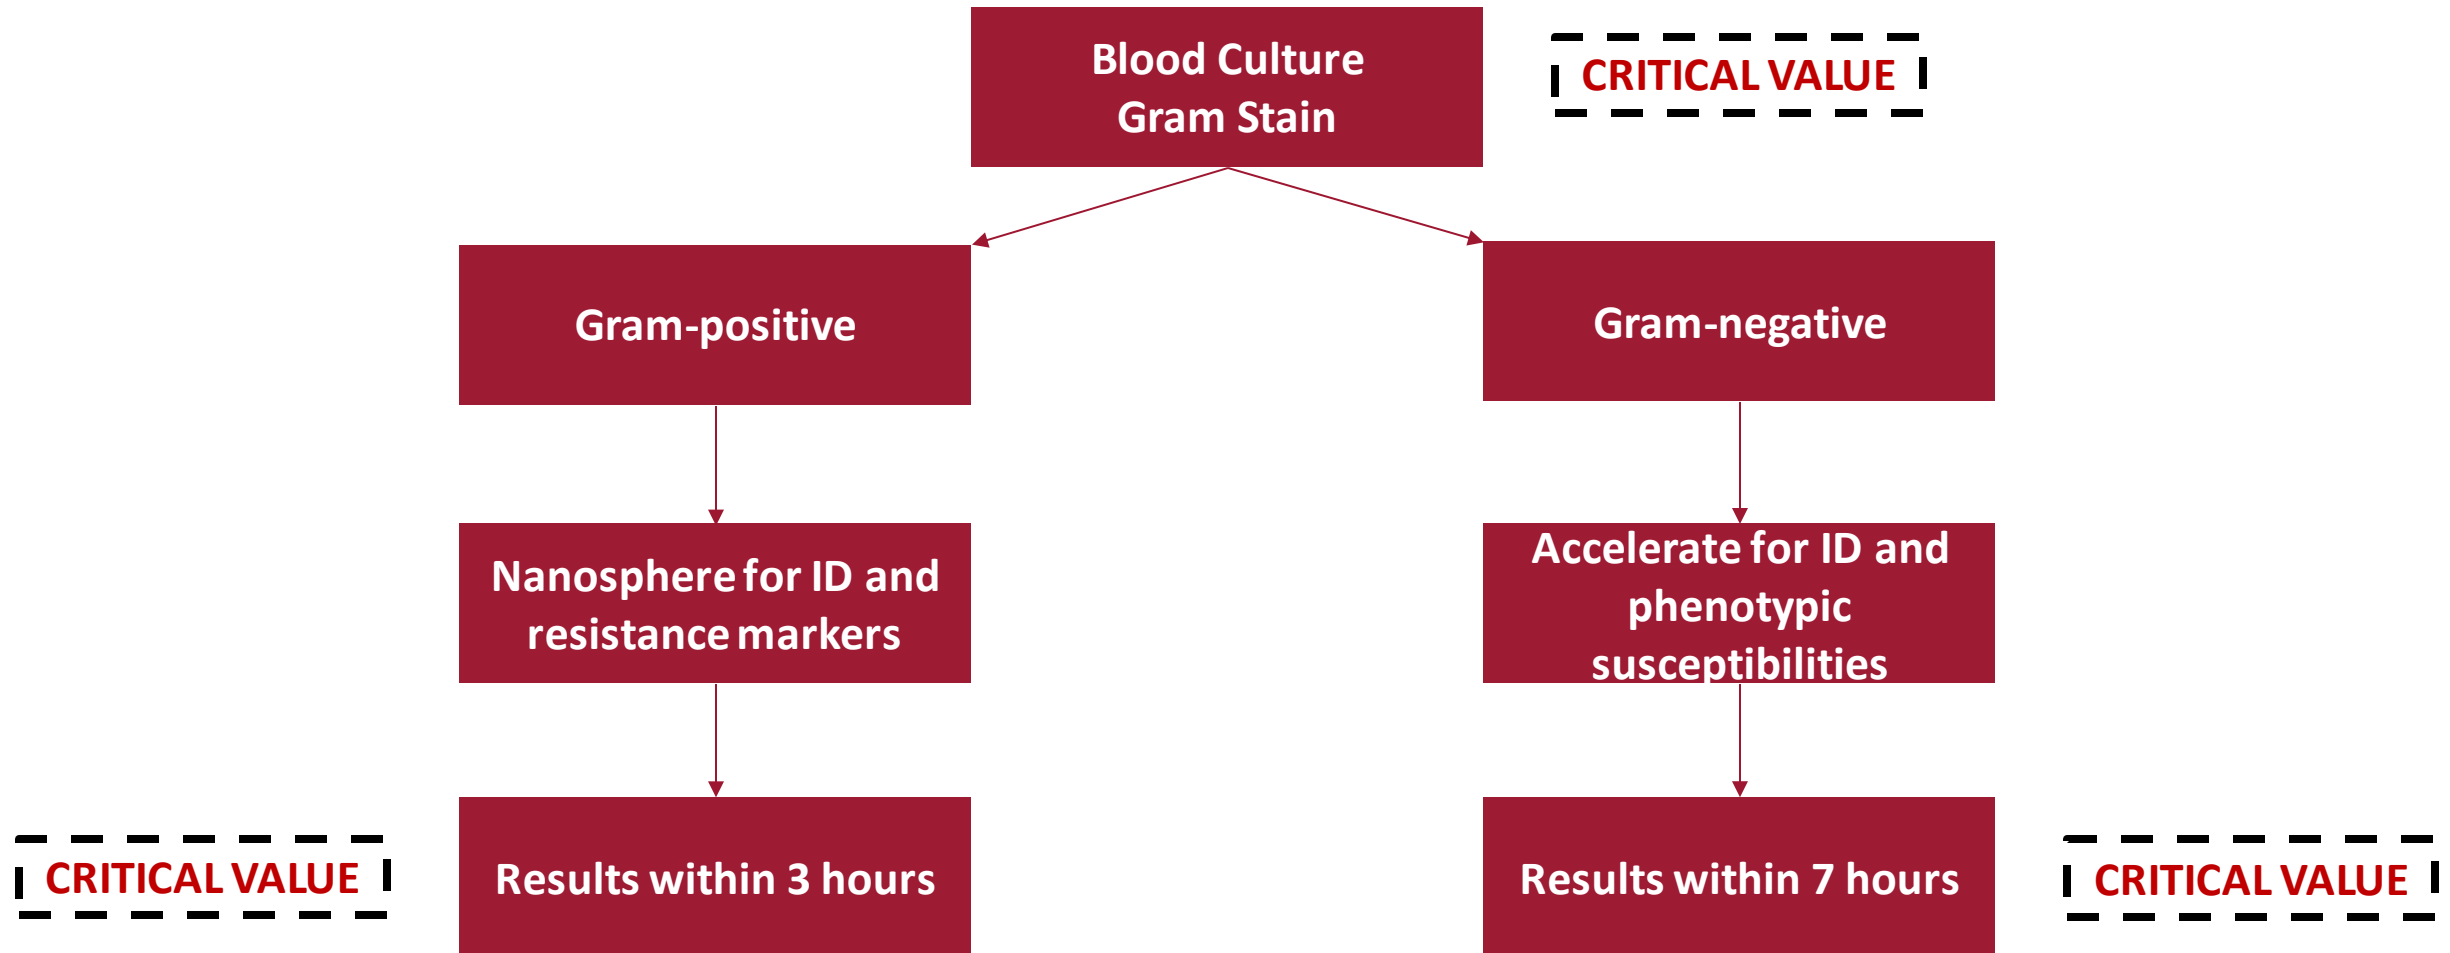 Blood Culture
Gram Stain
CRITICAL VALUE
Gram-positive
Gram-negative
Nanosphere for ID and
resistance markers
Accelerate for ID and
phenotypic
susceptibilities
CRITICAL VALUE
Results within 3 hours
Results within 7 hours
CRITICAL VALUE